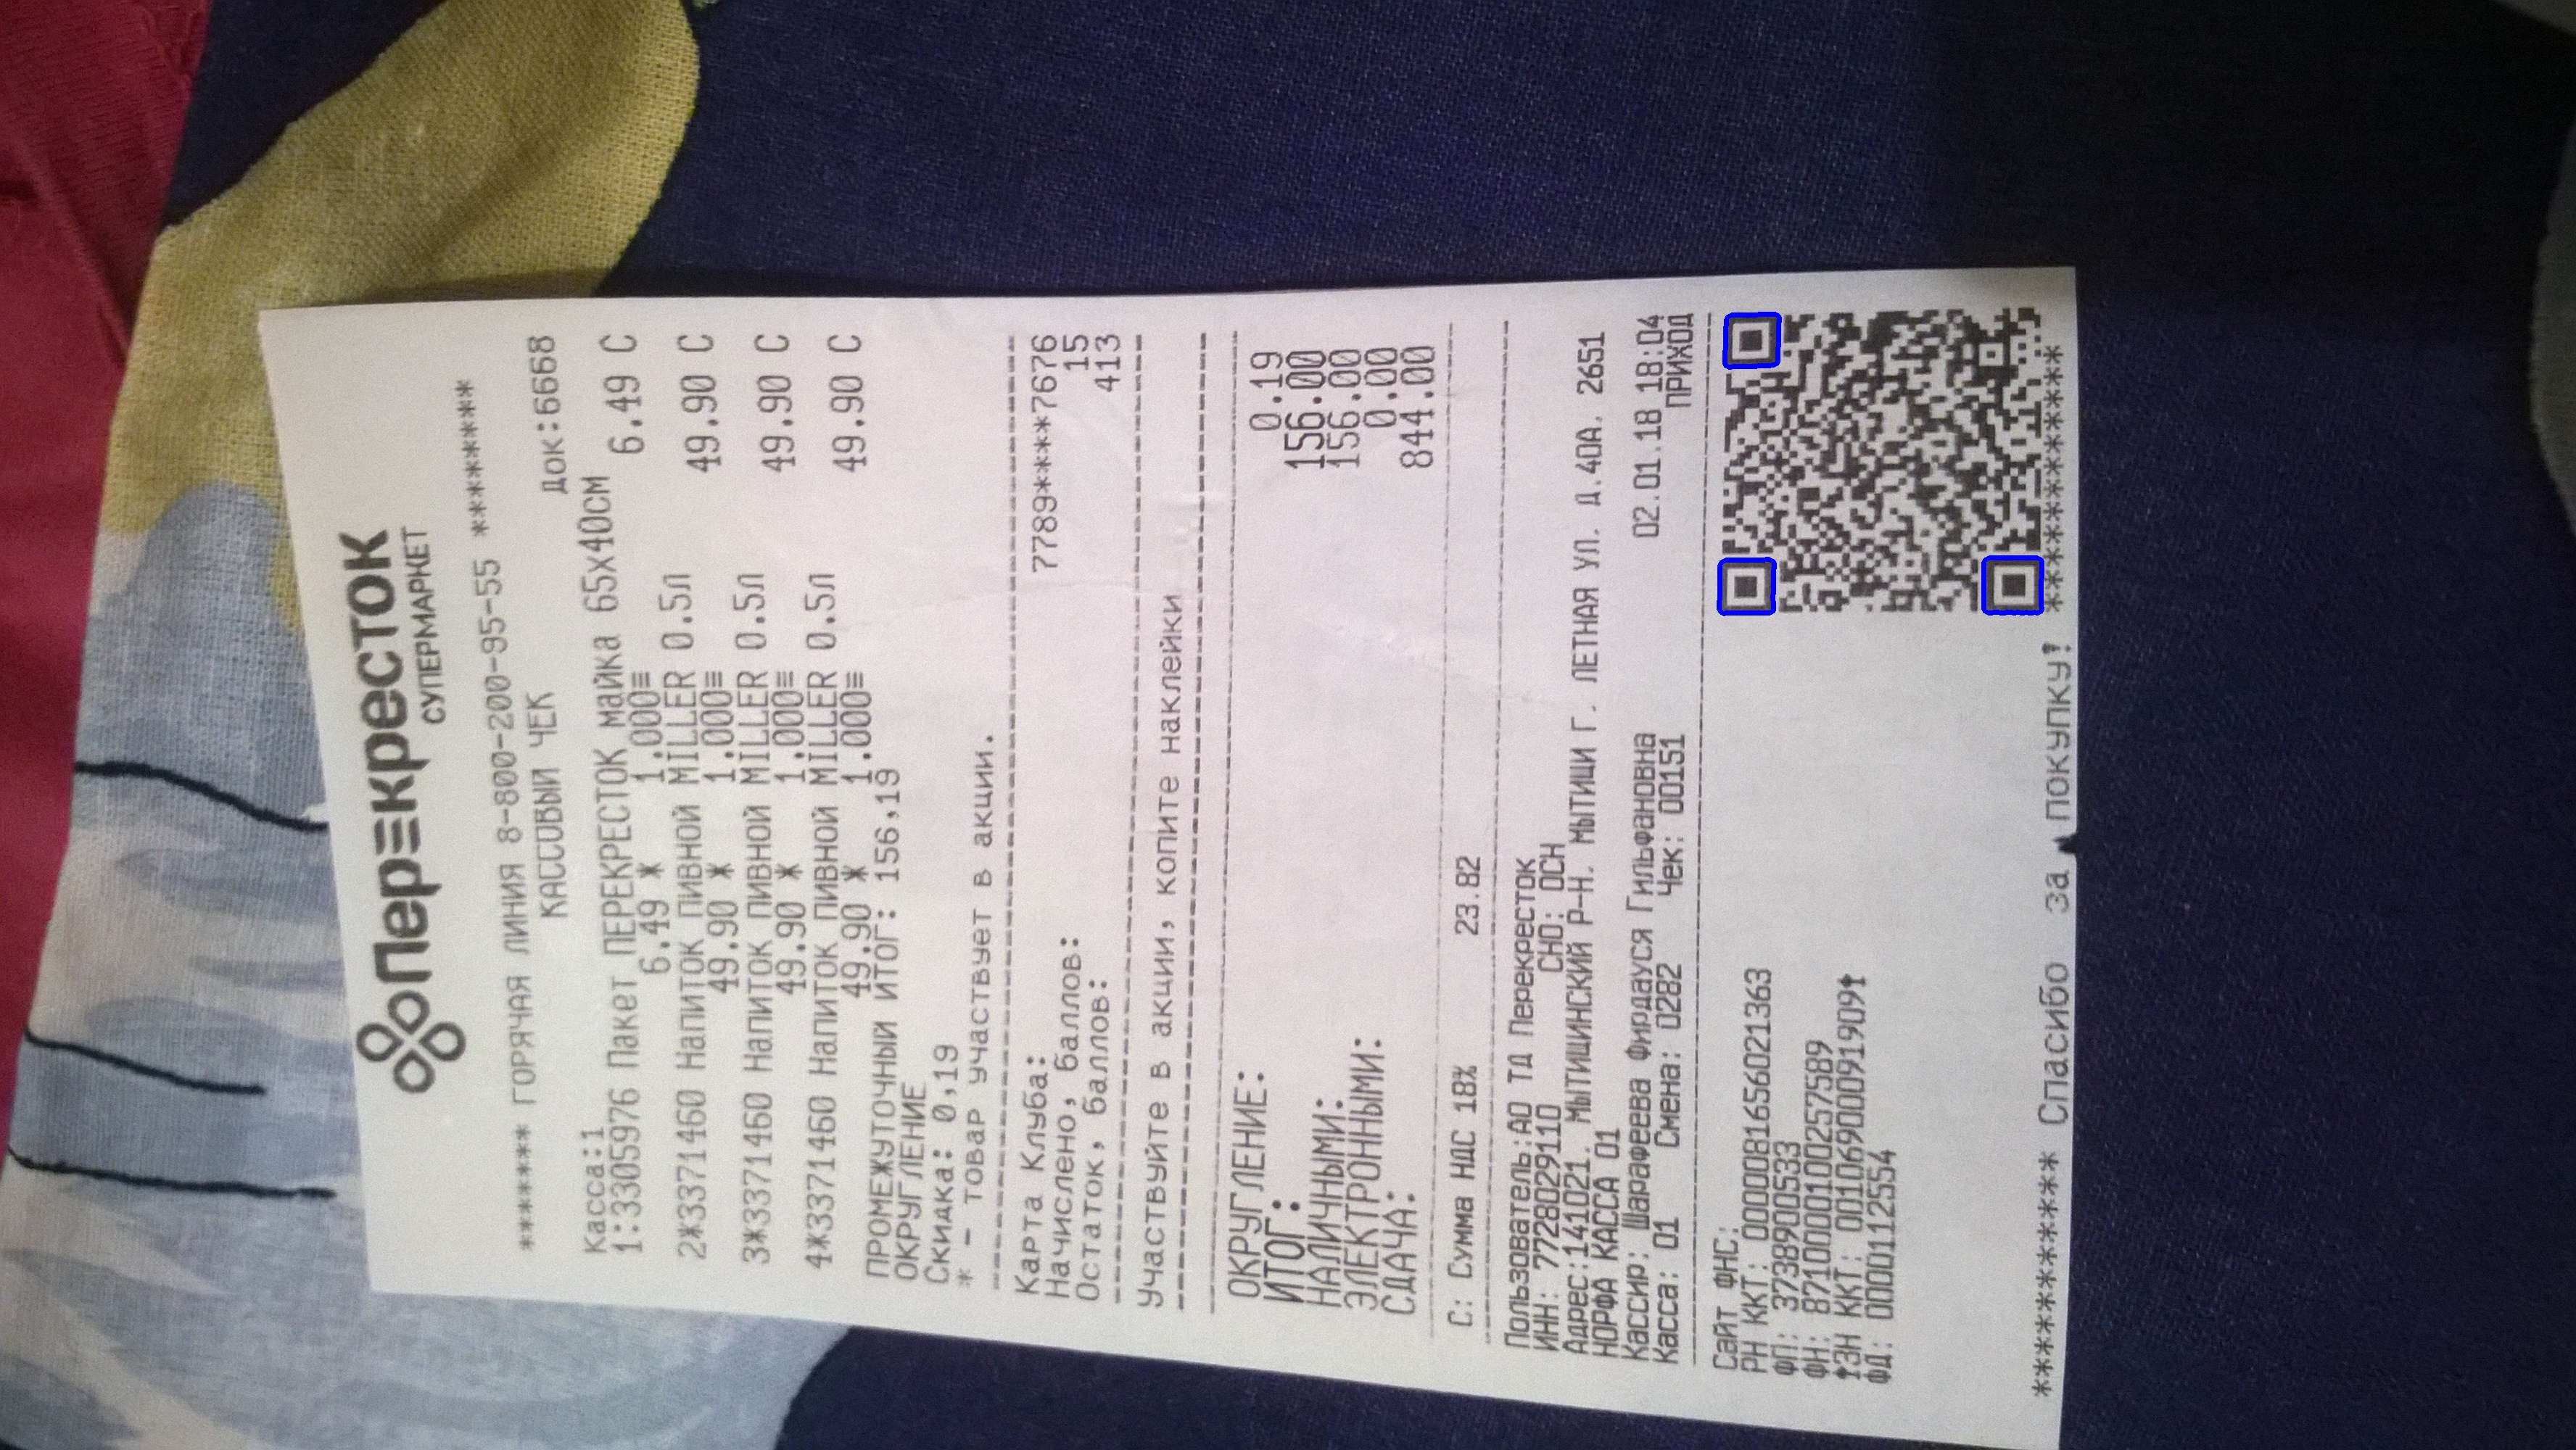 перекресток
СУПЕРМАРКЕТ
****** ГОРЯЧАЯ ЛИНИЯ 8-800-200-95-55 *******
КАССОВЫЙ ЧЕК
док:6668
Касса:1
1:3305976 Пакет ПЕРЕКРЕСТОК майка 65х40см
6.49 * 1.000≡ 6.49 С
2*3371460 Напиток ПИВНОЙ MILLER 0.5л
49.90 * 1.000≡ 49.90 С
3*3371460 Напиток ПИВНОЙ MILLER 0.5л
49.90 * 1.000≡ 49.90 С
4*3371460 Напиток ПИВНОЙ MILLER 0.5л
49.90 * 1.000≡ 49.90 С
ПРОМЕЖУТОЧНЫЙ ИТОГ: 156,19
ОКРУГЛЕНИЕ
Скидка: 0,19
* - товар участвует в акции.
Карта Клуба: 7789****7676
Начислено, баллов: 15
Остаток, баллов: 413
Участвуйте в акции, копите наклейки
ОКРУГЛЕНИЕ: 0.19
ИТОГ: 156.00
НАЛИЧНЫМИ: 156.00
ЭЛЕКТРОННЫМИ: 0.00
СДАЧА: 844.00
С: Сумма НДС 18% 23.82
Пользователь:АО ТД Перекресток
ИНН: 7728029110 СНО: ОСН
Адрес:141021. МЫТИЩИНСКИЙ Р-Н. МЫТИЩИ Г. ЛЕТНАЯ УЛ. Д.40А. 2651
НОРФА КАССА 01
Кассир: Шарафеева Фирдауся Гильфановна
Касса: 01 Смена: 0282 Чек: 00151
02.01.18 18:04
ПРИХОД
Сайт ФНС:
РН ККТ: 0000081656021363
ФП: 3738900533
ФН: 8710000100257589
ЗН ККТ: 00106900091909
ФД: 0000112554
************* Спасибо за ПОКУПКУ! **************